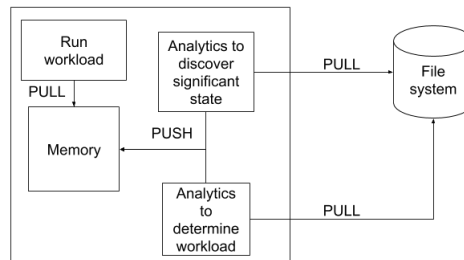 Run
workload
PULL
Memory
Analytics to
discover
significant
state
PUSH
Analytics
to
determine
workload
PULL
PULL
File
system